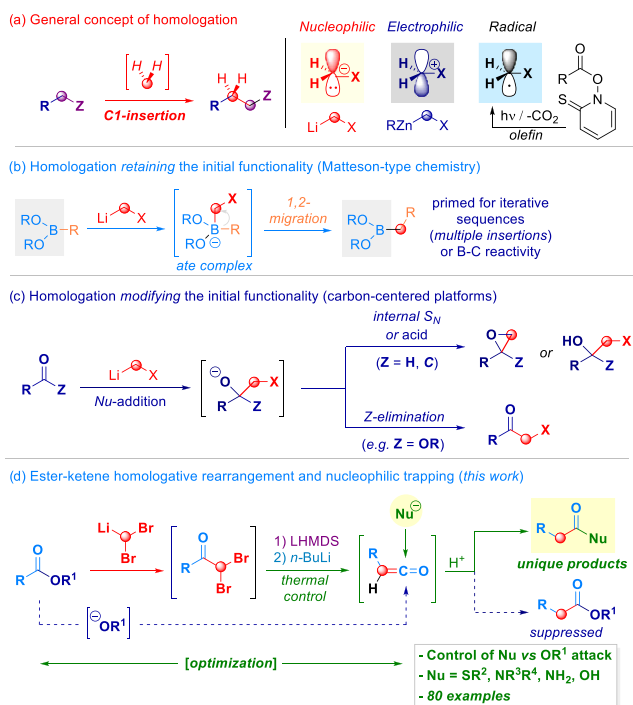 (a) General concept of homologation
Nucleophilic Electrophilic Radical
H H
R Z
C1-insertion
H H
R Z
H H X ⊖
H H X ⊕
H H X
O
R O
S N
Li X
RZn X
hν / -CO2
olefin
(b) Homologation retaining the initial functionality (Matteson-type chemistry)
RO
B-R
RO
Li X
X
RO
B R
RO ⊖
ate complex
1,2-
migration
RO R
B
RO
primed for iterative
sequences
(multiple insertions)
or B-C reactivity
(c) Homologation modifying the initial functionality (carbon-centered platforms)
O
R Z
Li X
Nu-addition
⊖
O X
R Z
internal SN
or acid
(Z = H, C)
O
R Z
or
HO X
R Z
Z-elimination
(e.g. Z = OR)
O
R X
(d) Ester-ketene homologative rearrangement and nucleophilic trapping (this work)
O
R OR1
Li Br
Br
O Br
R
Br
1) LHMDS
2) n-BuLi
thermal
control
Nu⊖
R
C=O
H
H+
O
R Nu
unique products
O
R OR1
suppressed
⊖
OR1
[optimization]
- Control of Nu vs OR1 attack
- Nu = SR2, NR3R4, NH2, OH
- 80 examples